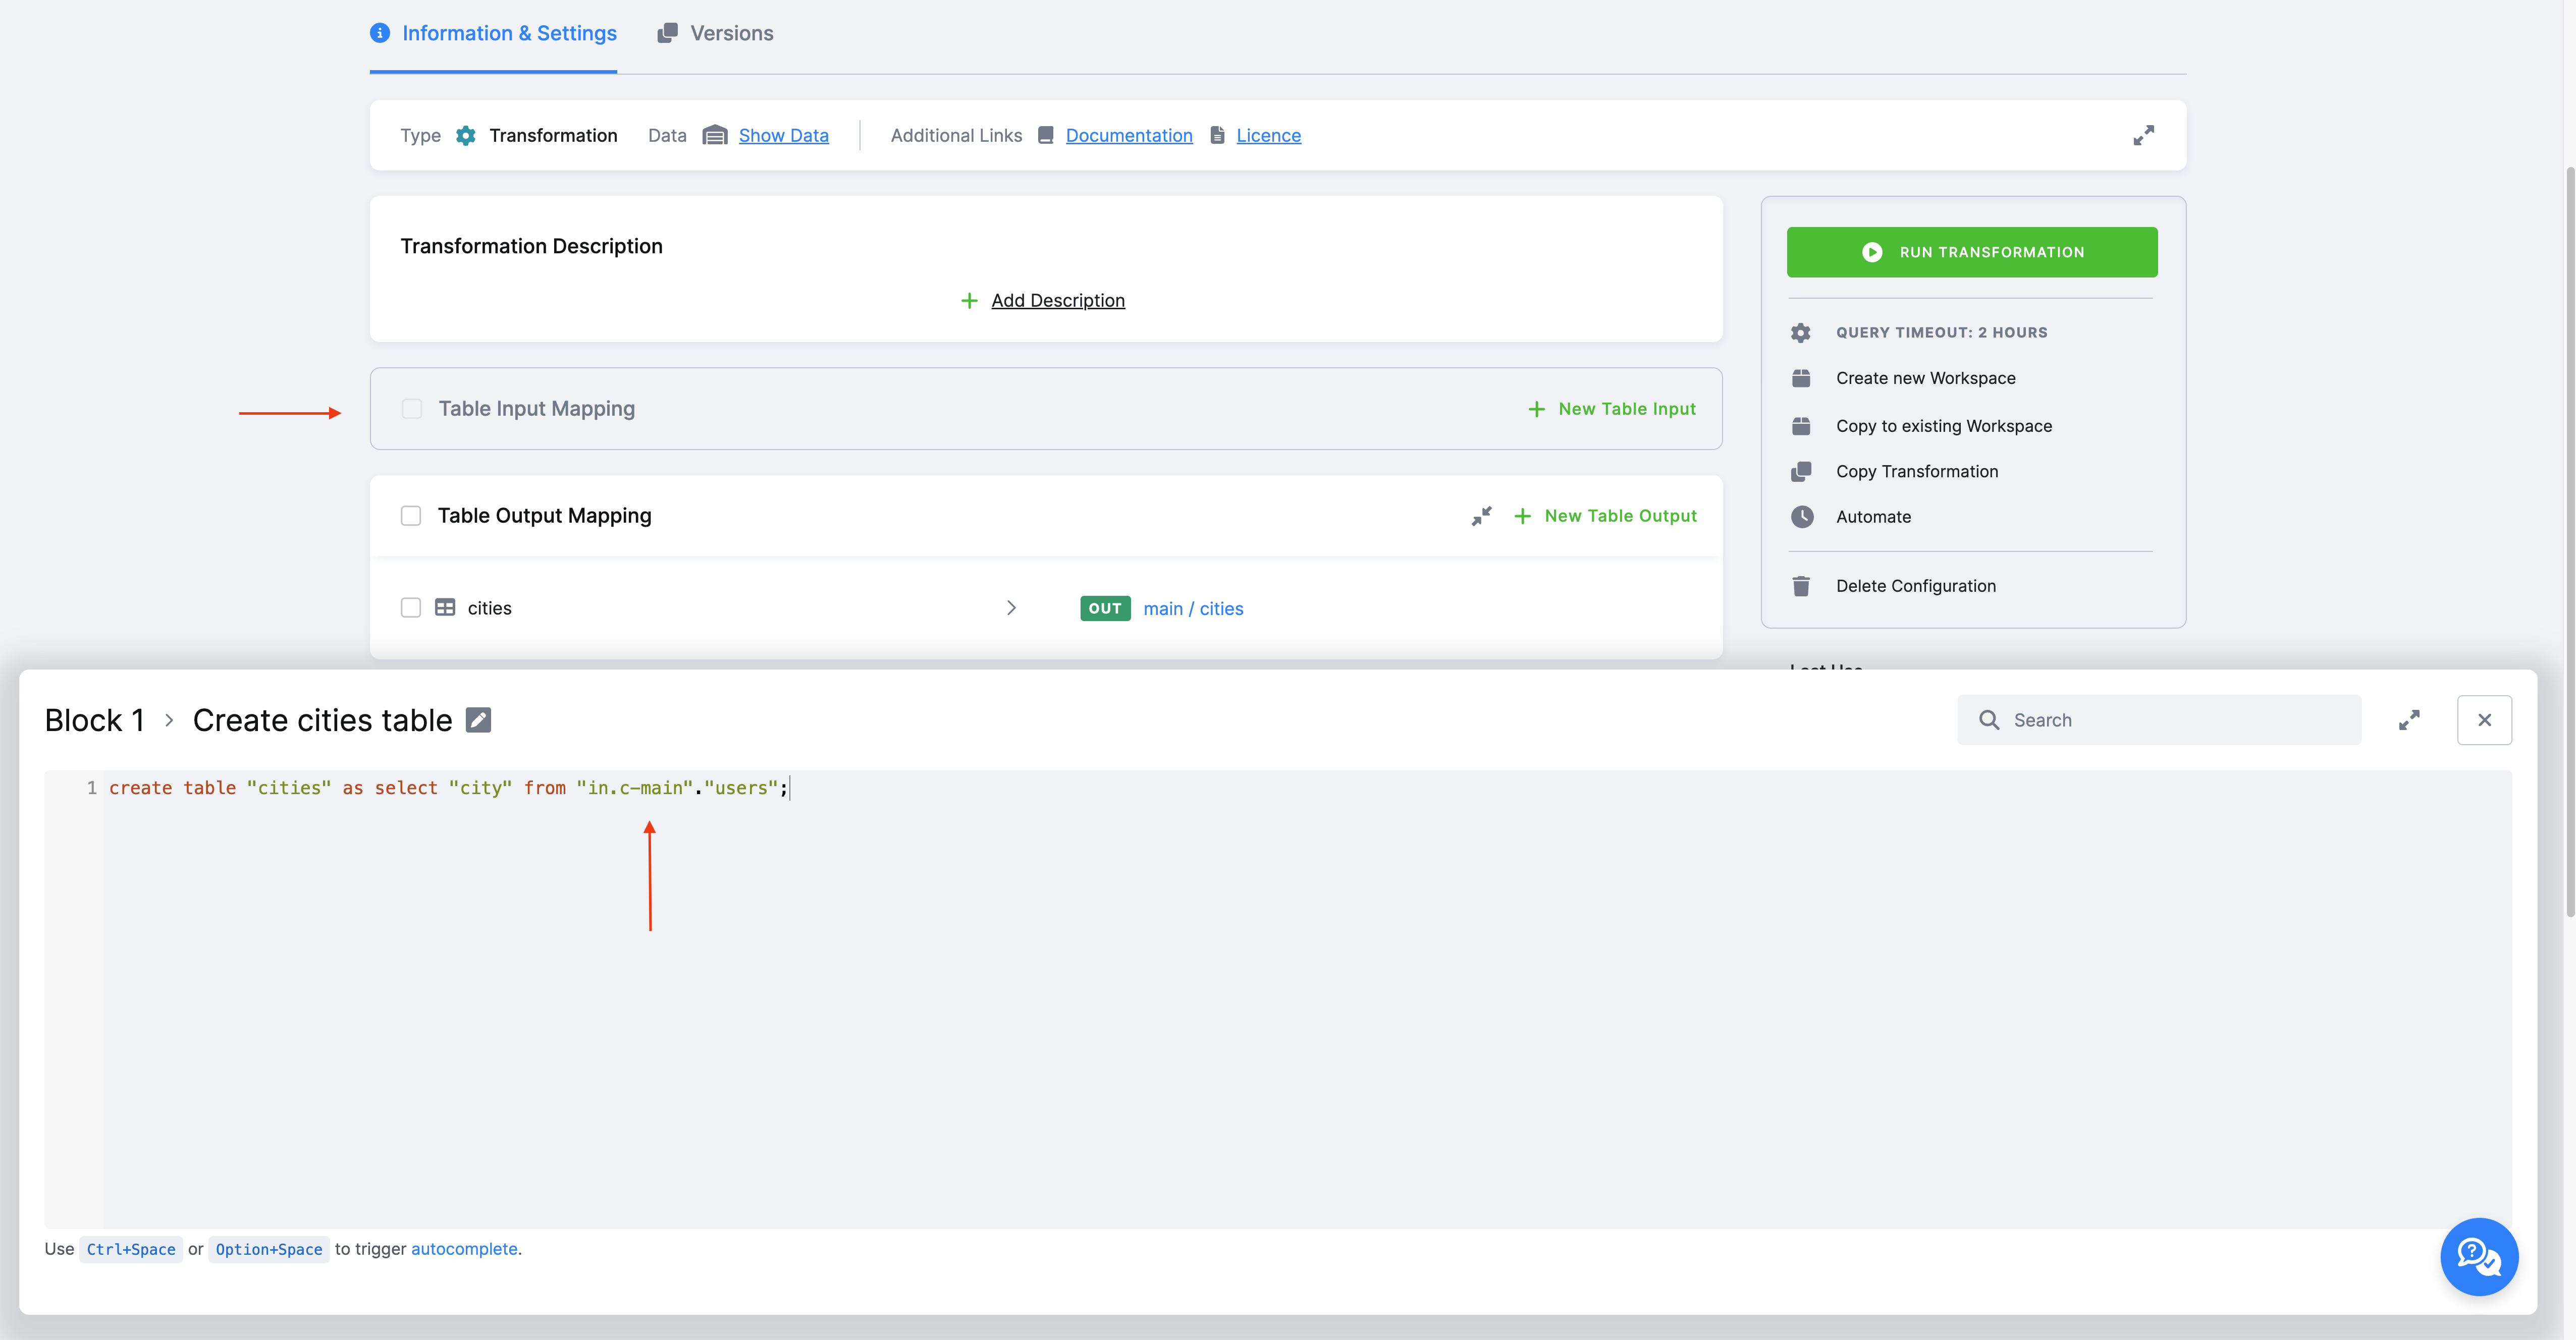 Information & Settings
Versions
Type Transformation Data Show Data Additional Links Documentation Licence
Transformation Description
Add Description
Table Input Mapping
New Table Input
Table Output Mapping
New Table Output
cities
OUT main / cities
RUN TRANSFORMATION
QUERY TIMEOUT: 2 HOURS
Create new Workspace
Copy to existing Workspace
Copy Transformation
Automate
Delete Configuration
Block 1 > Create cities table
Search
1 create table "cities" as select "city" from "in.c-main"."users";
Use Ctrl+Space or Option+Space to trigger autocomplete.